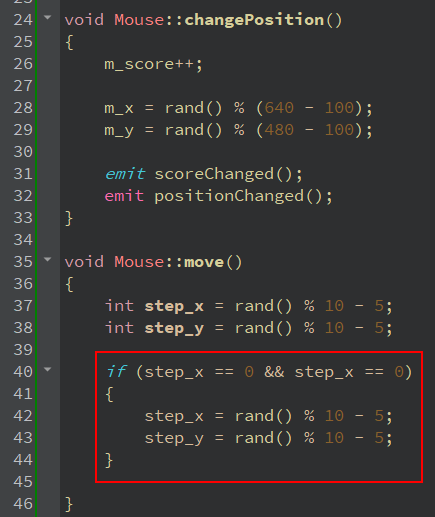 24 void Mouse::changePosition()
25 {
26     m_score++;
27
28     m_x = rand() % (640 - 100);
29     m_y = rand() % (480 - 100);
30
31     emit scoreChanged();
32     emit positionChanged();
33 }
34
35 void Mouse::move()
36 {
37     int step_x = rand() % 10 - 5;
38     int step_y = rand() % 10 - 5;
39
40     if (step_x == 0 && step_x == 0)
41     {
42         step_x = rand() % 10 - 5;
43         step_y = rand() % 10 - 5;
44     }
45
46 }